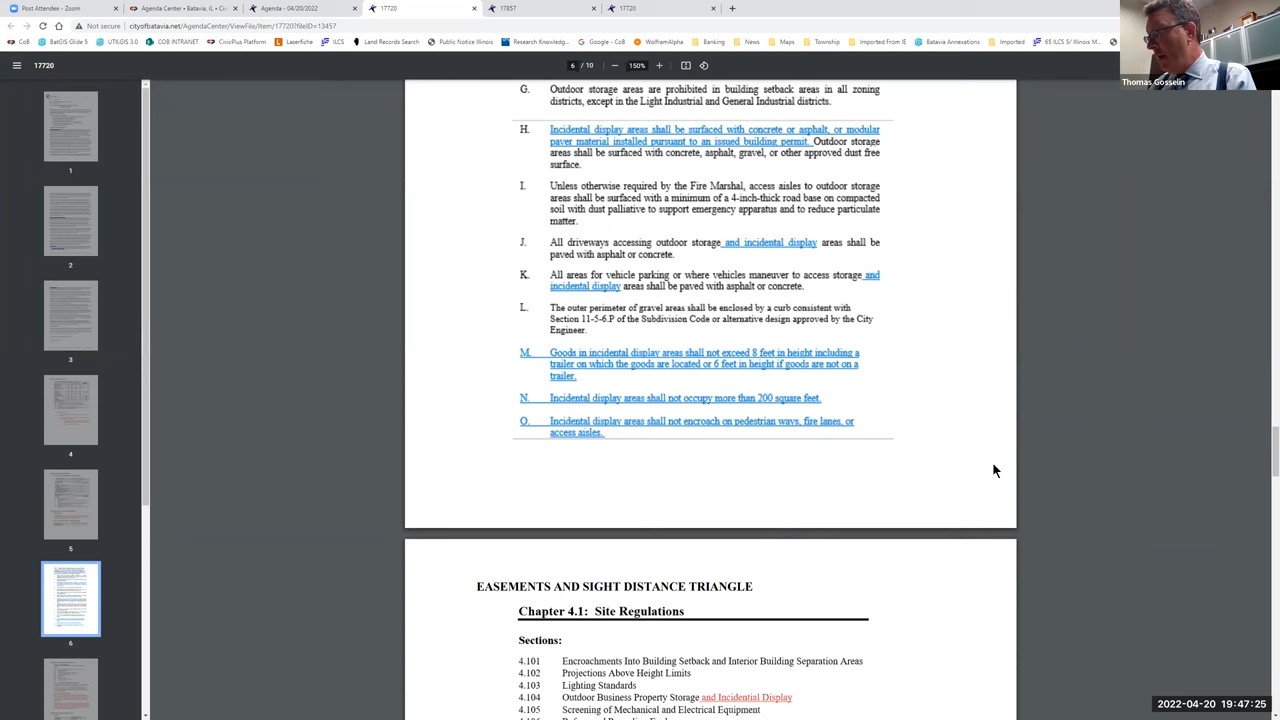 Post Attendee - Zoom
Agenda Center • Batavia, IL • Ci
Agenda - 04/20/2022
17720
17857
17720
Not secure
cityofbatavia.net/AgendaCenter/ViewFile/Item/17720?fileID=13457
CoB
BatGIS Glide 5
UTILGIS 3.0
COB INTRANET
CivicPlus Platform
Laserfiche
ILCS
Land Records Search
Public Notice Illinois
Research Knowledg...
Google - CoB
WolframAlpha
Banking
News
Maps
Township
Imported From IE
Batavia Annexations
Imported
65 ILCS 5/ Illinois M...
17720
6 / 10
150%
Thomas Gosselin
1
2
3
4
5
6
G. Outdoor storage areas are prohibited in building setback areas in all zoning
districts, except in the Light Industrial and General Industrial districts.
H. Incidental display areas shall be surfaced with concrete or asphalt, or modular
paver material installed pursuant to an issued building permit. Outdoor storage
areas shall be surfaced with concrete, asphalt, gravel, or other approved dust free
surface.
I. Unless otherwise required by the Fire Marshal, access aisles to outdoor storage
areas shall be surfaced with a minimum of a 4-inch-thick road base on compacted
soil with dust palliative to support emergency apparatus and to reduce particulate
matter.
J. All driveways accessing outdoor storage and incidental display areas shall be
paved with asphalt or concrete.
K. All areas for vehicle parking or where vehicles maneuver to access storage and
incidental display areas shall be paved with asphalt or concrete.
L. The outer perimeter of gravel areas shall be enclosed by a curb consistent with
Section 11-5-6.P of the Subdivision Code or alternative design approved by the City
Engineer.
M. Goods in incidental display areas shall not exceed 8 feet in height including a
trailer on which the goods are located or 6 feet in height if goods are not on a
trailer.
N. Incidental display areas shall not occupy more than 200 square feet.
O. Incidental display areas shall not encroach on pedestrian ways, fire lanes, or
access aisles.
EASEMENTS AND SIGHT DISTANCE TRIANGLE
Chapter 4.1: Site Regulations
Sections:
4.101 Encroachments Into Building Setback and Interior Building Separation Areas
4.102 Projections Above Height Limits
4.103 Lighting Standards
4.104 Outdoor Business Property Storage and Incidential Display
4.105 Screening of Mechanical and Electrical Equipment
2022-04-20 19:47:25